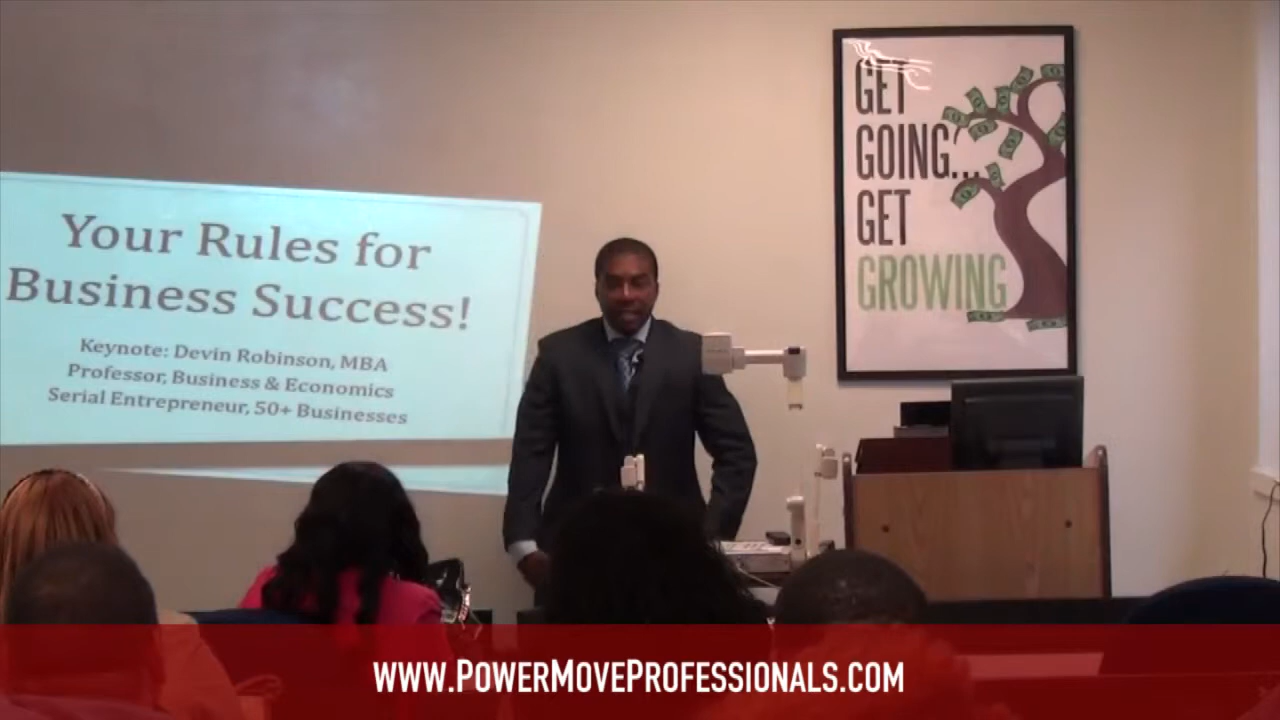 Your Rules for
Business Success!
Keynote: Devin Robinson, MBA
Professor, Business & Economics
Serial Entrepreneur, 50+ Businesses
GET
GOING...
GET
GROWING
WWW.POWERMOVEPROFESSIONALS.COM